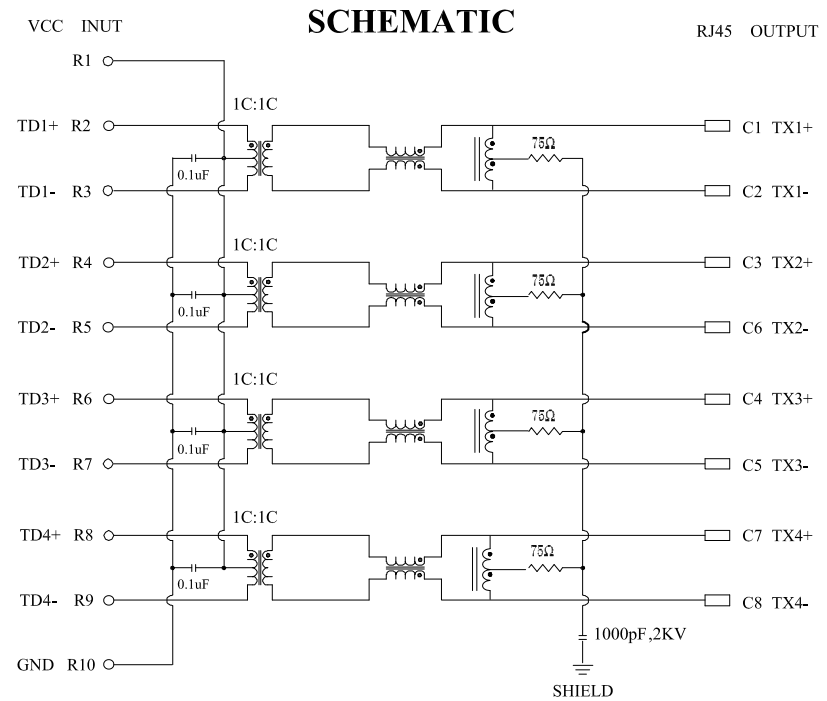 SCHEMATIC
VCC INUT
RJ45 OUTPUT
R1
1C:1C
TD1+ R2
75Ω
C1 TX1+
0.1uF
TD1- R3
C2 TX1-
1C:1C
TD2+ R4
75Ω
C3 TX2+
0.1uF
TD2- R5
C6 TX2-
1C:1C
TD3+ R6
75Ω
C4 TX3+
0.1uF
TD3- R7
C5 TX3-
1C:1C
TD4+ R8
75Ω
C7 TX4+
0.1uF
TD4- R9
C8 TX4-
1000pF,2KV
GND R10
SHIELD